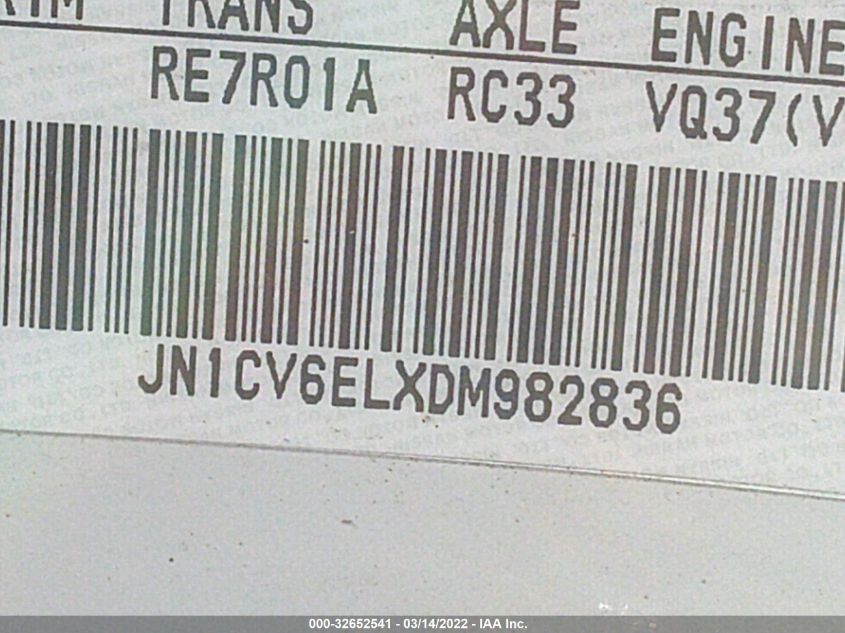 TRANS AXLE ENGINE
RE7R01A RC33 VQ37(V
JN1CV6ELXDM982836
000-32652541 - 03/14/2022 - IAA Inc.